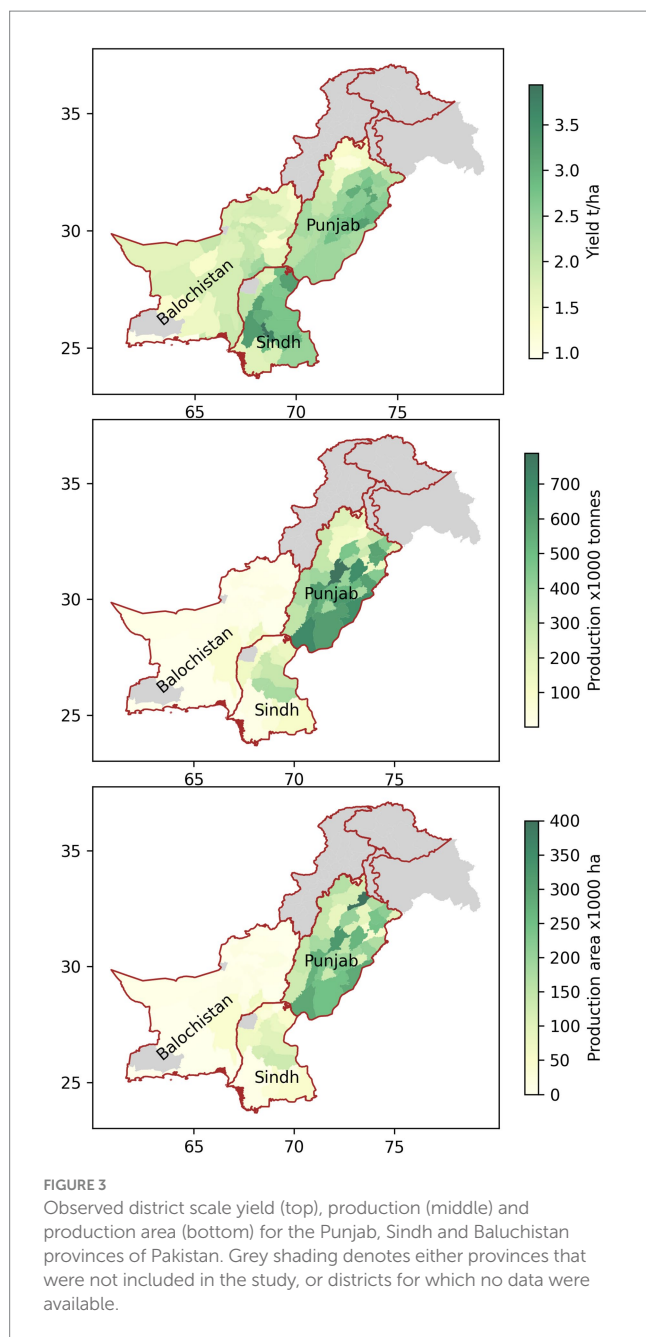 35
30
25
Punjab
Balochistan
Sindh
65
70
75
3.5
3.0
2.5
2.0
1.5
1.0
Yield t/ha
35
30
25
Punjab
Balochistan
Sindh
65
70
75
700
600
500
400
300
200
100
Production x1000 tonnes
35
30
25
Punjab
Balochistan
Sindh
65
70
75
400
350
300
250
200
150
100
50
0
Production area x1000 ha
FIGURE 3
Observed district scale yield (top), production (middle) and
production area (bottom) for the Punjab, Sindh and Baluchistan
provinces of Pakistan. Grey shading denotes either provinces that
were not included in the study, or districts for which no data were
available.